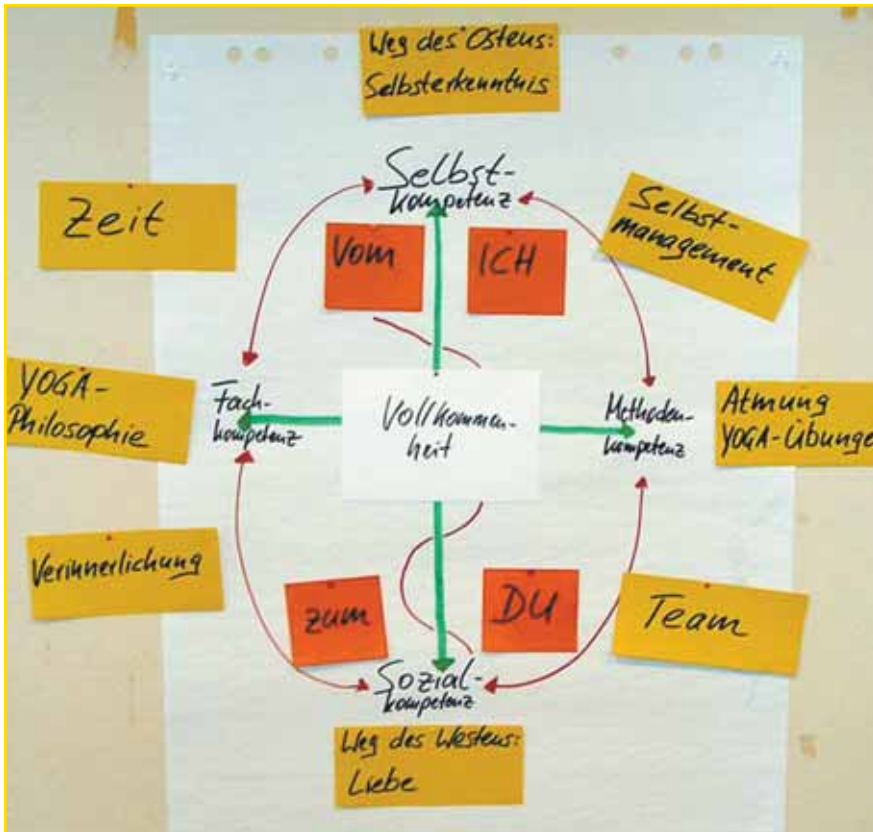 Weg des Ostens:
Selbsterkenntnis
Zeit
Selbst-
kompetenz
Selbst-
management
Vom
ICH
YOGA-
Philosophie
Fach-
kompetenz
Vollkommen-
heit
Methoden-
kompetenz
Atmung
YOGA-Übunge
Verinnerlichung
zum
DU
Team
Sozial-
kompetenz
Weg des Westens:
Liebe